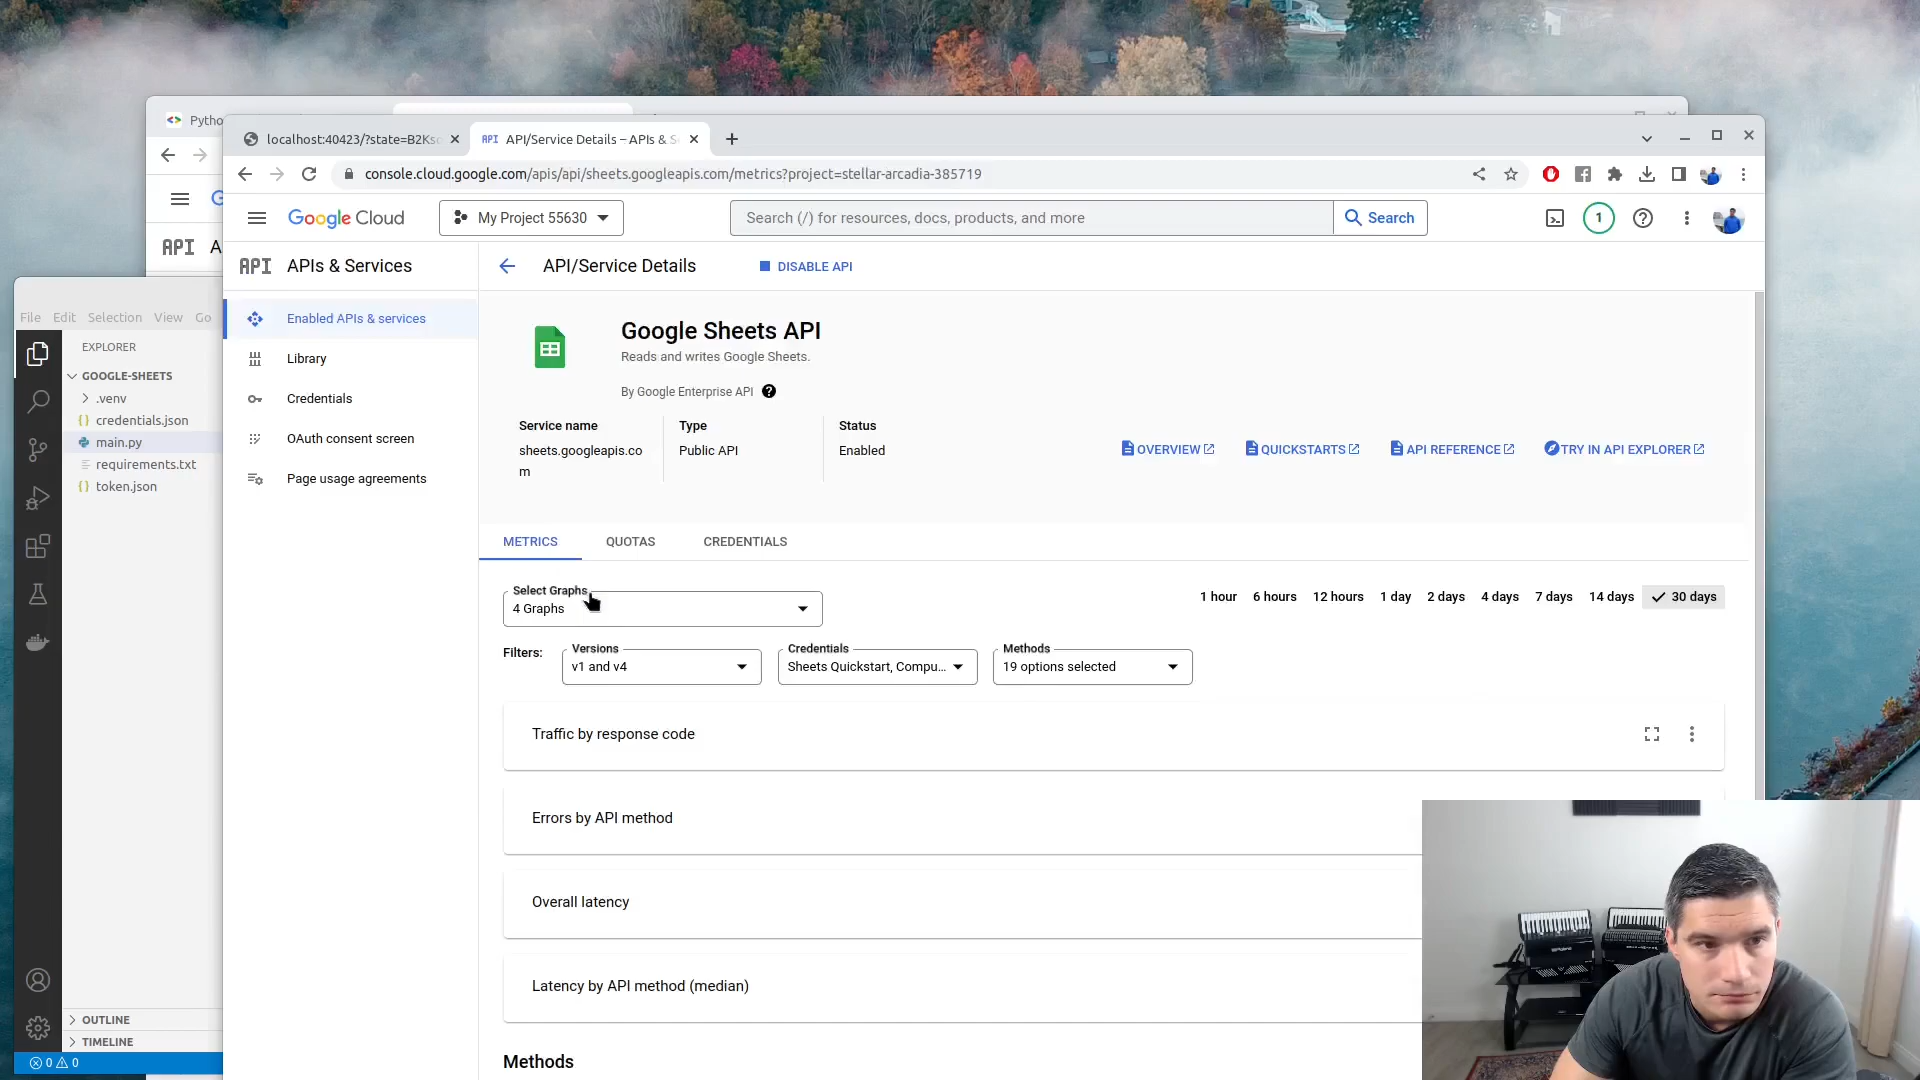 Pytho
localhost:40423/?state=B2Ks
API API/Service Details – APIs & S
console.cloud.google.com/apis/api/sheets.googleapis.com/metrics?project=stellar-arcadia-385719
Google Cloud
My Project 55630
Search (/) for resources, docs, products, and more
Search
1
API A
API APIs & Services
API/Service Details
DISABLE API
File Edit Selection View Go
EXPLORER
GOOGLE-SHEETS
.venv
credentials.json
main.py
requirements.txt
token.json
OUTLINE
TIMELINE
0 0
Enabled APIs & services
Library
Credentials
OAuth consent screen
Page usage agreements
Google Sheets API
Reads and writes Google Sheets.
By Google Enterprise API
Service name
sheets.googleapis.co
m
Type
Public API
Status
Enabled
OVERVIEW
QUICKSTARTS
API REFERENCE
TRY IN API EXPLORER
METRICS QUOTAS CREDENTIALS
Select Graphs
4 Graphs
1 hour 6 hours 12 hours 1 day 2 days 4 days 7 days 14 days 30 days
Filters:
Versions
v1 and v4
Credentials
Sheets Quickstart, Compu...
Methods
19 options selected
Traffic by response code
Errors by API method
Overall latency
Latency by API method (median)
Methods
Roland